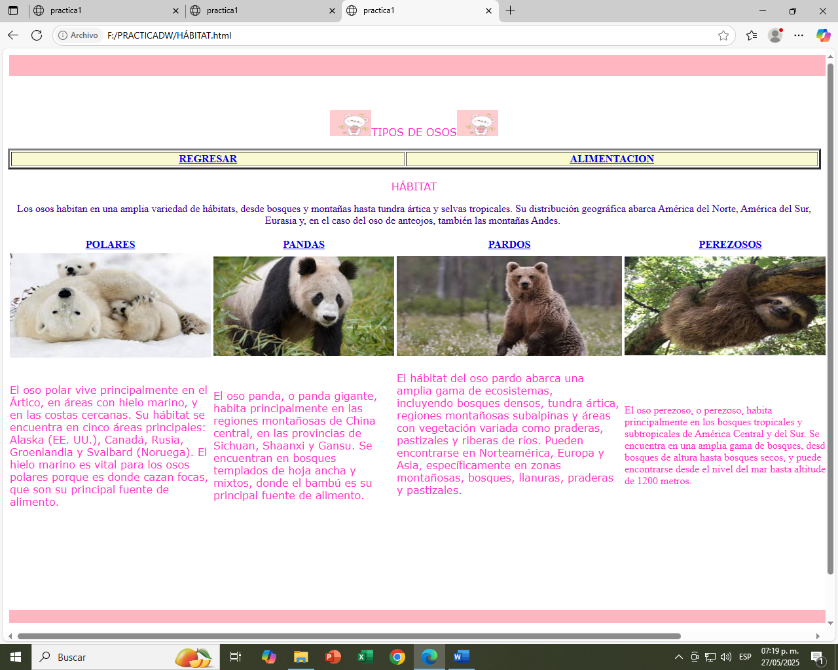 practica1
practica1
practica1
Archivo
F:/PRACTICADW/HÁBITAT.html
TIPOS DE OSOS
REGRESAR
ALIMENTACION
HÁBITAT
Los osos habitan en una amplia variedad de hábitats, desde bosques y montañas hasta tundra ártica y selvas tropicales. Su distribución geográfica abarca América del Norte, América del Sur,
Eurasia y, en el caso del oso de anteojos, también las montañas Andes.
POLARES
PANDAS
PARDOS
PEREZOSOS
El oso polar vive principalmente en el
Ártico, en áreas con hielo marino, y
en las costas cercanas. Su hábitat se
encuentra en cinco áreas principales:
Alaska (EE. UU.), Canadá, Rusia,
Groenlandia y Svalbard (Noruega). El
hielo marino es vital para los osos
polares porque es donde cazan focas,
que son su principal fuente de
alimento.
El oso panda, o panda gigante,
habita principalmente en las
regiones montañosas de China
central, en las provincias de
Sichuan, Shaanxi y Gansu. Se
encuentran en bosques
templados de hoja ancha y
mixtos, donde el bambú es su
principal fuente de alimento.
El hábitat del oso pardo abarca una
amplia gama de ecosistemas,
incluyendo bosques densos, tundra ártica,
regiones montañosas subalpinas y áreas
con vegetación variada como praderas,
pastizales y riberas de ríos. Pueden
encontrarse en Norteamérica, Europa y
Asia, específicamente en zonas
montañosas, bosques, llanuras, praderas
y pastizales.
El oso perezoso, o perezoso, habita
principalmente en los bosques tropicales y
subtropicales de América Central y del Sur. Se
encuentra en una amplia gama de bosques, desd
bosques de altura hasta bosques secos, y puede
encontrarse desde el nivel del mar hasta altitude
de 1200 metros.
Buscar
ESP
07:19 p. m.
27/05/2025